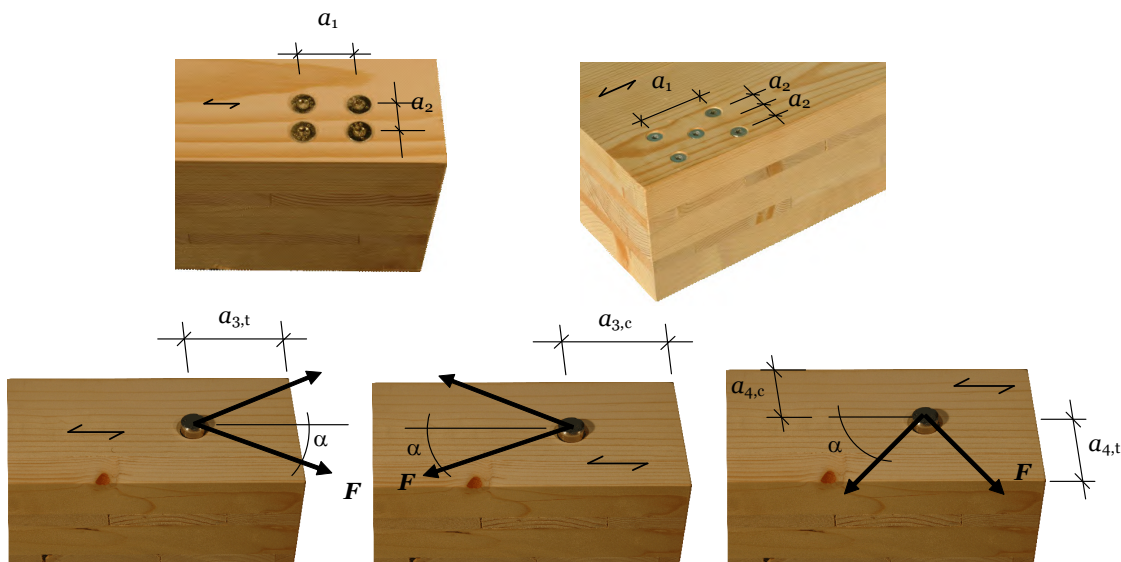 a₁
a₂
a₁
a₂
a₂
a₃,t
α
F
a₃,c
α
F
a₄,c
α
F
a₄,t